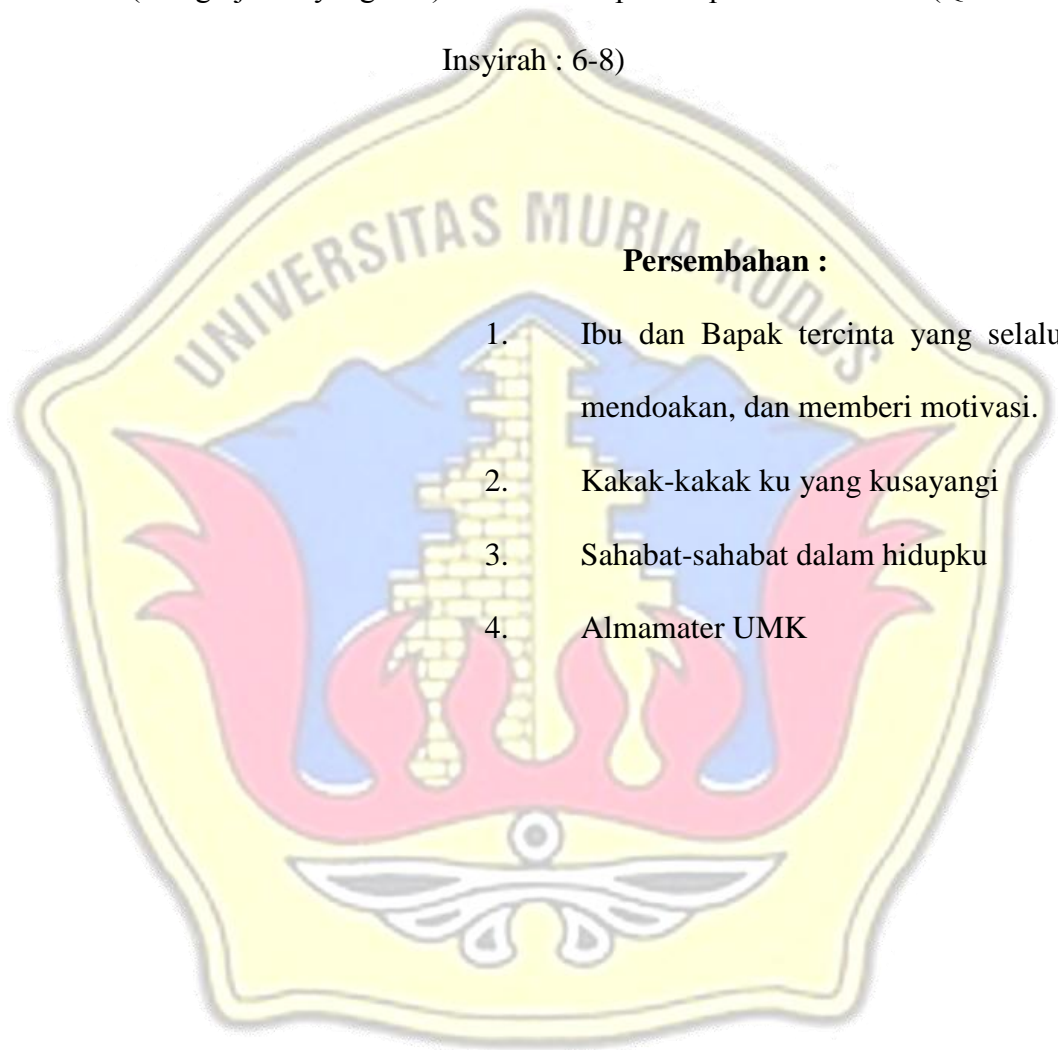 Insyirah : 6-8)
UNIVERSITAS MURIA KUDUS
Persembahan :
1. Ibu dan Bapak tercinta yang selalu
mendoakan, dan memberi motivasi.
2. Kakak-kakak ku yang kusayangi
3. Sahabat-sahabat dalam hidupku
4. Almamater UMK